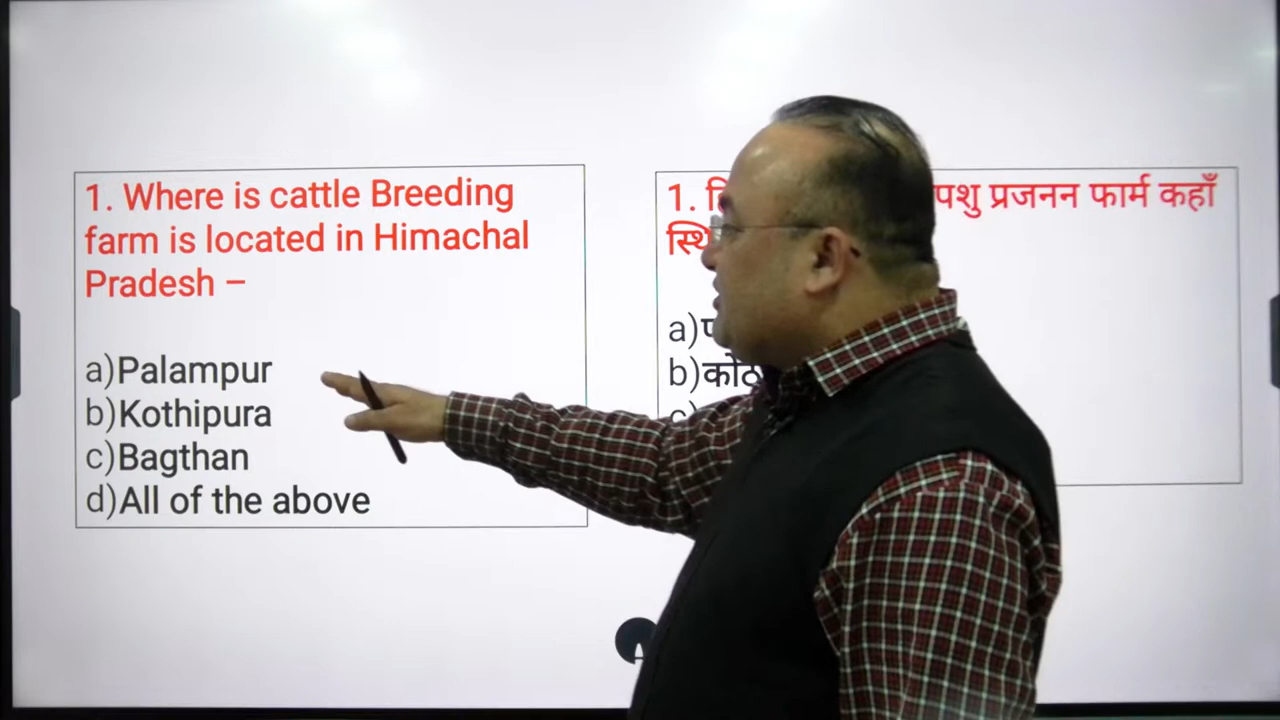 1. Where is cattle Breeding
farm is located in Himachal
Pradesh –
a)Palampur
b)Kothipura
c)Bagthan
d)All of the above
1. पशु प्रजनन फार्म कहाँ
a)
b)
c)